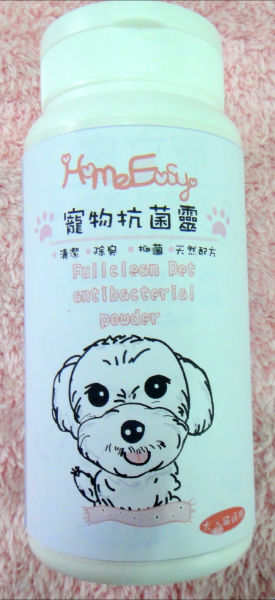 HomeEasy
寵物抗菌靈
•清潔 •除臭 •抑菌 •天然配方
Fullclean Pet
antibacterial
powder